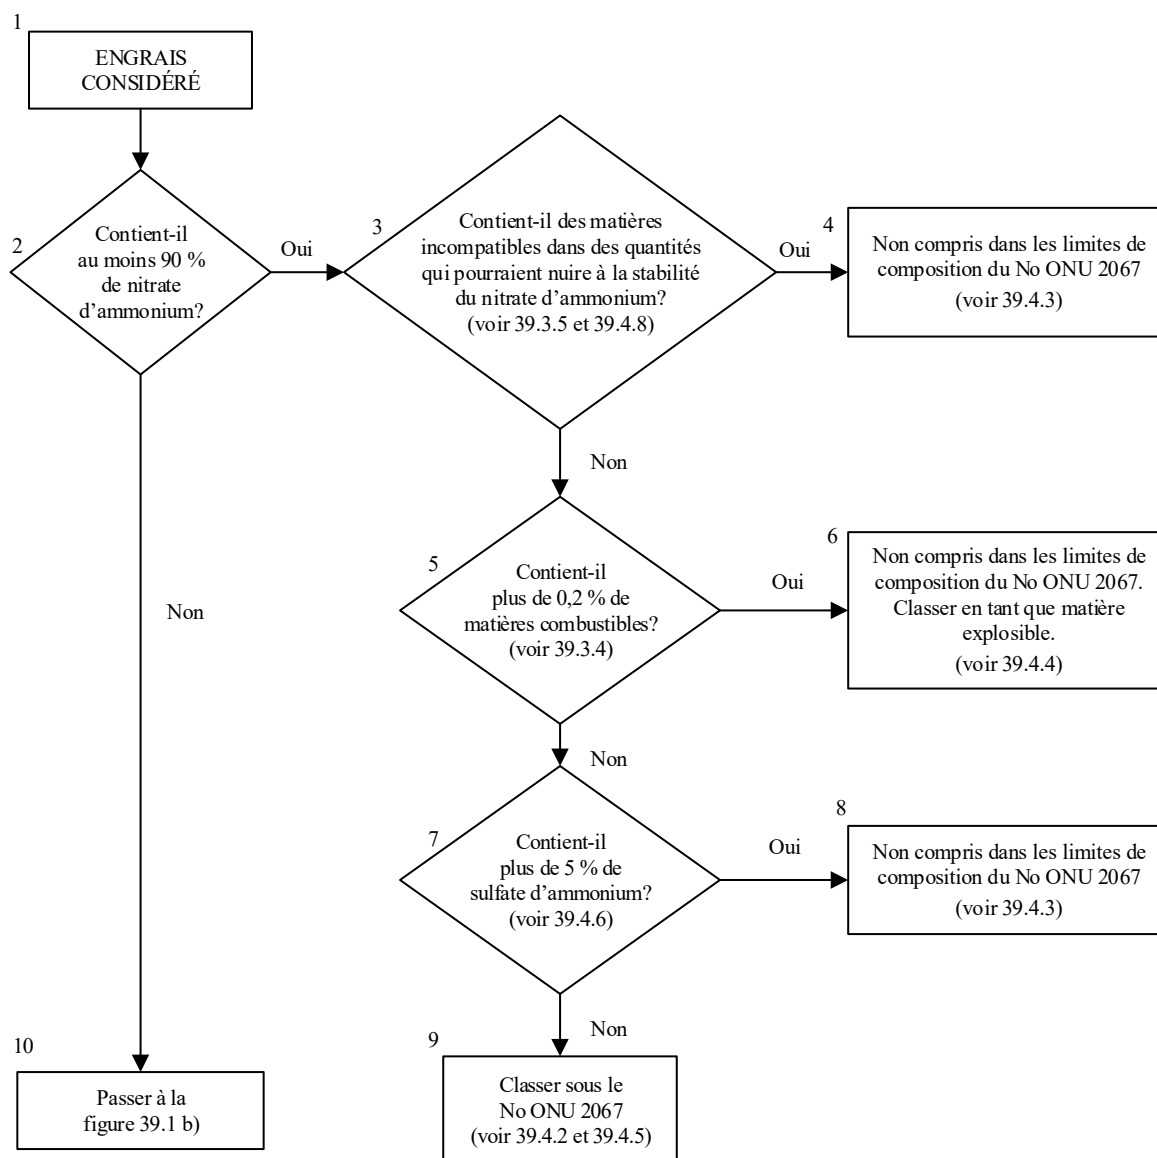 1
ENGRAIS
CONSIDÉRÉ
2
Contient-il
au moins 90 %
de nitrate
d’ammonium?
Oui
3
Contient-il des matières
incompatibles dans des quantités
qui pourraient nuire à la stabilité
du nitrate d’ammonium?
(voir 39.3.5 et 39.4.8)
Oui
4
Non compris dans les limites de
composition du No ONU 2067
(voir 39.4.3)
Non
Non
5
Contient-il
plus de 0,2 % de
matières combustibles?
(voir 39.3.4)
Oui
6
Non compris dans les limites de
composition du No ONU 2067.
Classer en tant que matière
explosible.
(voir 39.4.4)
Non
7
Contient-il
plus de 5 % de
sulfate d’ammonium?
(voir 39.4.6)
Oui
8
Non compris dans les limites de
composition du No ONU 2067
(voir 39.4.3)
Non
9
Classer sous le
No ONU 2067
(voir 39.4.2 et 39.4.5)
10
Passer à la
figure 39.1 b)